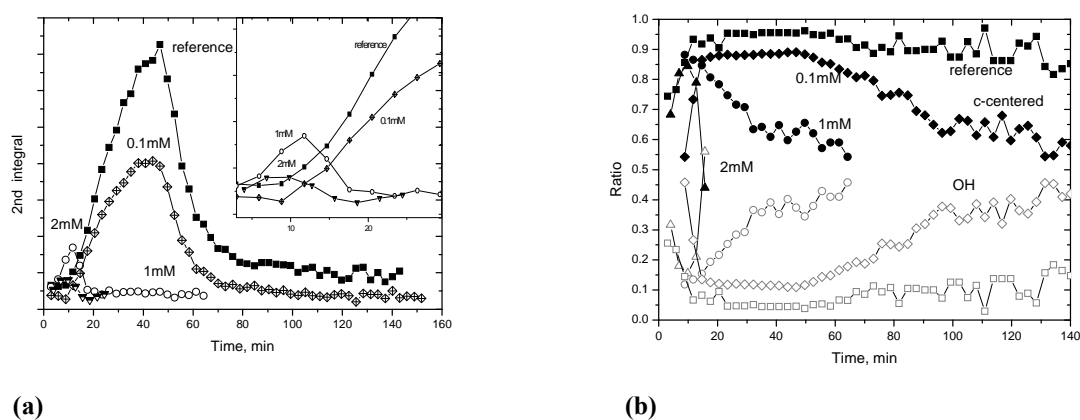 (a)
2nd integral
reference
0.1mM
2mM
1mM
0 20 40 60 80 100 120 140 160
Time, min
reference
0.1mM
1mM
2mM
10 20
(b)
Ratio
1.0
0.9
0.8
0.7
0.6
0.5
0.4
0.3
0.2
0.1
0.0
reference
0.1mM
c-centered
1mM
2mM
OH
0 20 40 60 80 100 120 140
Time, min
(a)
(b)